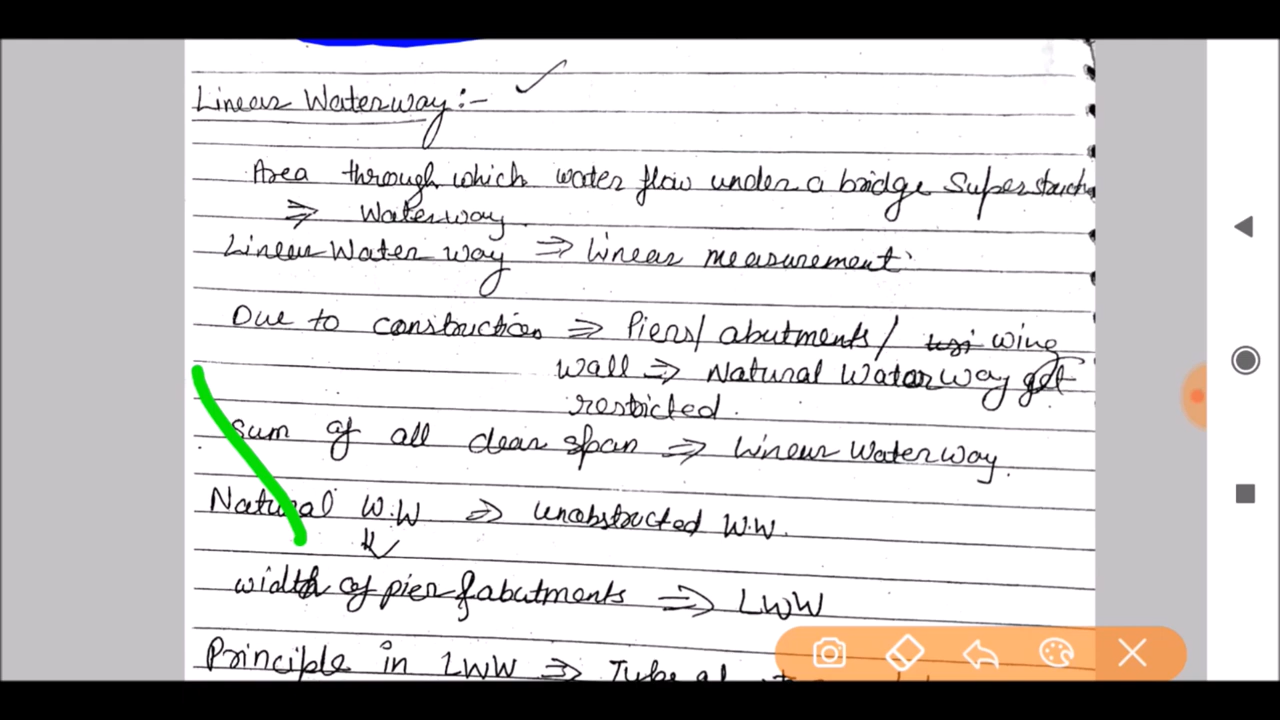 Linear Waterway:-
Area through which water flow under a bridge Superstructu
⇒ Waterway.
Linear Water way ⇒ linear measurement.
Due to construction ⇒ Piers/abutments/ wing
wall ⇒ Natural Waterway get
restricted.
Sum of all clear span ⇒ Linear Waterway.
Natural W.W ⇒ unobstructed W.W.
width of pier & abutments ⇒ LWW
Principle in LWW ⇒